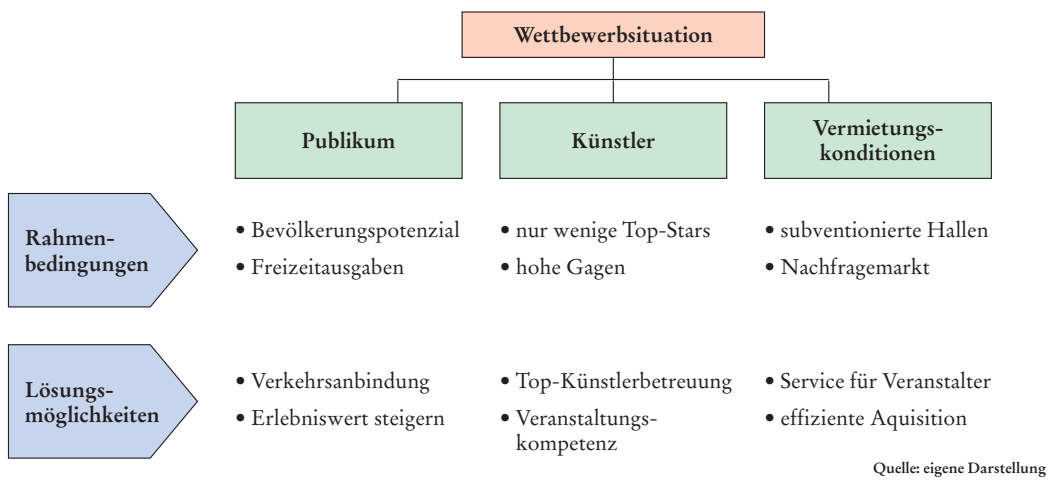 Wettbewerbsituation
Publikum
Künstler
Vermietungs-
konditionen
Rahmen-
bedingungen
• Bevölkerungspotenzial
• Freizeitausgaben
• nur wenige Top-Stars
• hohe Gagen
• subventionierte Hallen
• Nachfragemarkt
Lösungs-
möglichkeiten
• Verkehrsanbindung
• Erlebniswert steigern
• Top-Künstlerbetreuung
• Veranstaltungs-
kompetenz
• Service für Veranstalter
• effiziente Aquisition
Quelle: eigene Darstellung